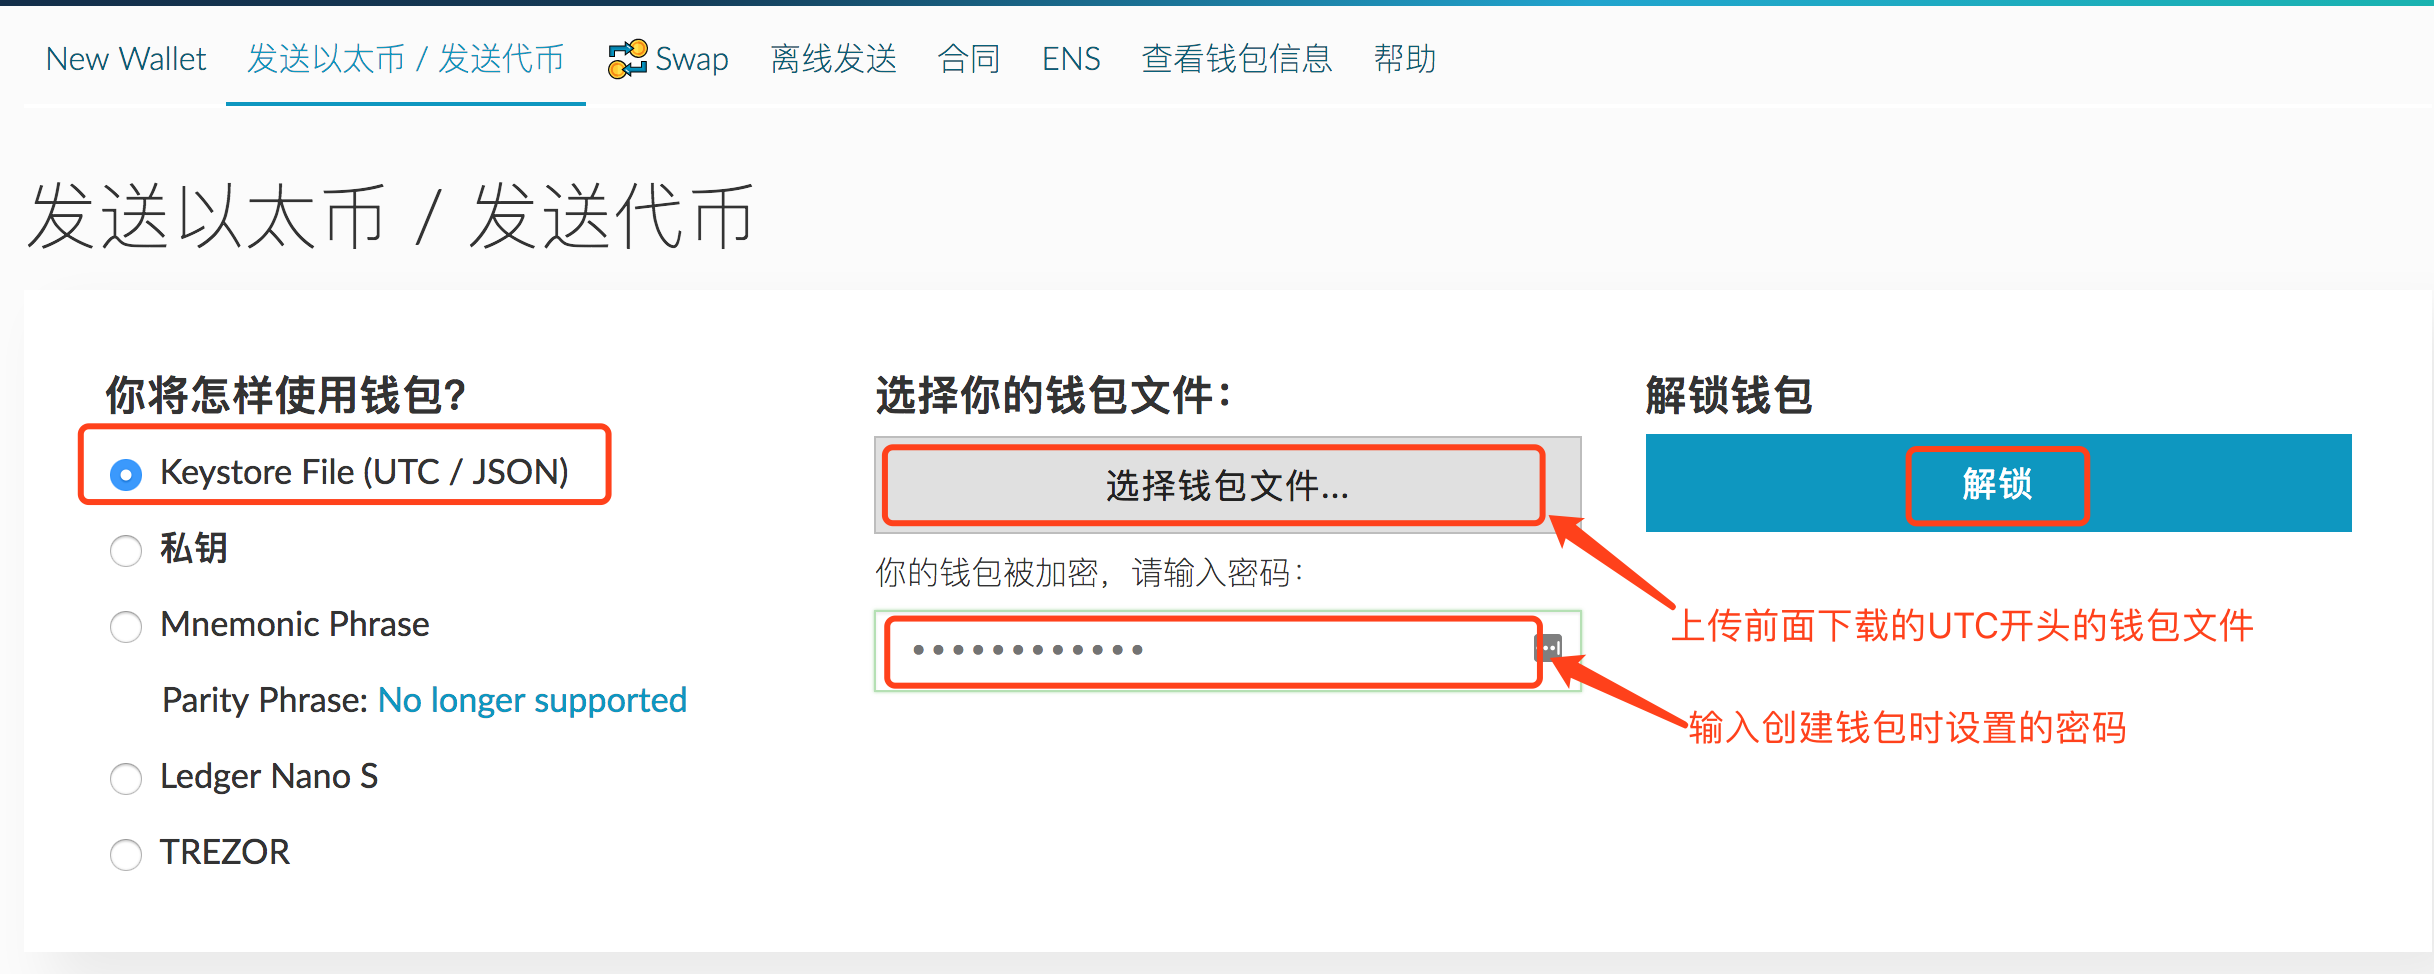 New Wallet 发送以太币 / 发送代币 Swap 离线发送 合同 ENS 查看钱包信息 帮助
发送以太币 / 发送代币
你将怎样使用钱包?
Keystore File (UTC / JSON)
私钥
Mnemonic Phrase
Parity Phrase: No longer supported
Ledger Nano S
TREZOR
选择你的钱包文件：
选择钱包文件...
你的钱包被加密，请输入密码：
••••••••••••
解锁钱包
解锁
上传前面下载的UTC开头的钱包文件
输入创建钱包时设置的密码